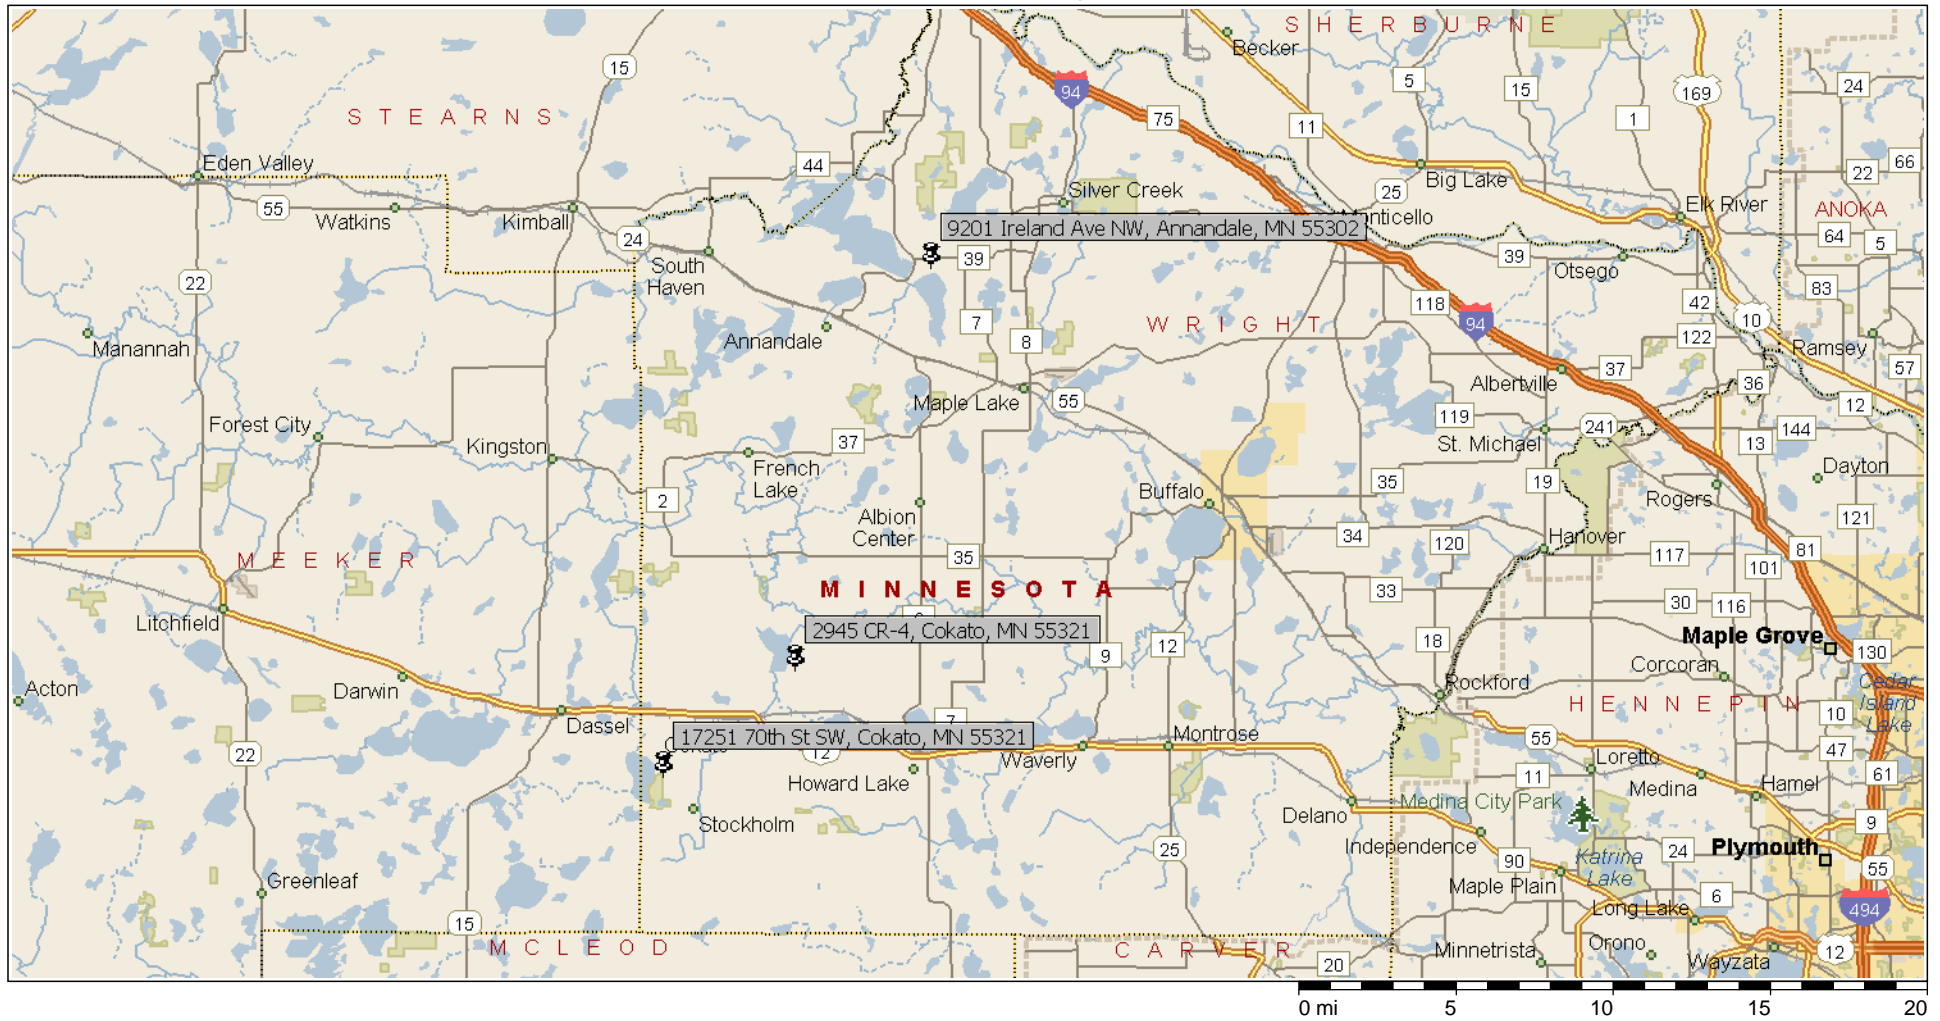 SHERBURNE
Becker
15
94
75
5
15
169
24
1
11
STEARNS
Eden Valley
44
66
22
Big Lake
25
Silver Creek
55
Watkins
Kimball
Elk River
ANOKA
9201 Ireland Ave NW, Annandale, MN 55302
24
64
5
39
39
South
Haven
Otsego
22
83
42
118
7
WRIGHT
94
10
8
122
Annandale
Manannah
Ramsey
37
57
Albertville
36
Maple Lake
55
12
119
Forest City
37
St. Michael
241
144
13
Kingston
French
Lake
Dayton
35
19
Rogers
2
Buffalo
Albion
Center
121
34
120
Hanover
81
117
101
35
MEEKER
MINNESOTA
33
30
116
Litchfield
2945 CR-4, Cokato, MN 55321
18
Maple Grove
9
12
130
Corcoran
Acton
Darwin
Rockford
Cedar
Island
Lake
HENNEPIN
10
7
Dassel
17251 70th St SW, Cokato, MN 55321
Montrose
55
47
22
12
Waverly
Loretto
11
61
Howard Lake
Medina
Hamel
Medina City Park
Delano
Stockholm
9
Independence
25
24
Plymouth
90
Katrina
Lake
55
Greenleaf
Maple Plain
6
Long Lake
494
15
MCLEOD
CARVER
Minnetrista
Orono
12
Wayzata
20
0 mi
5
10
15
20